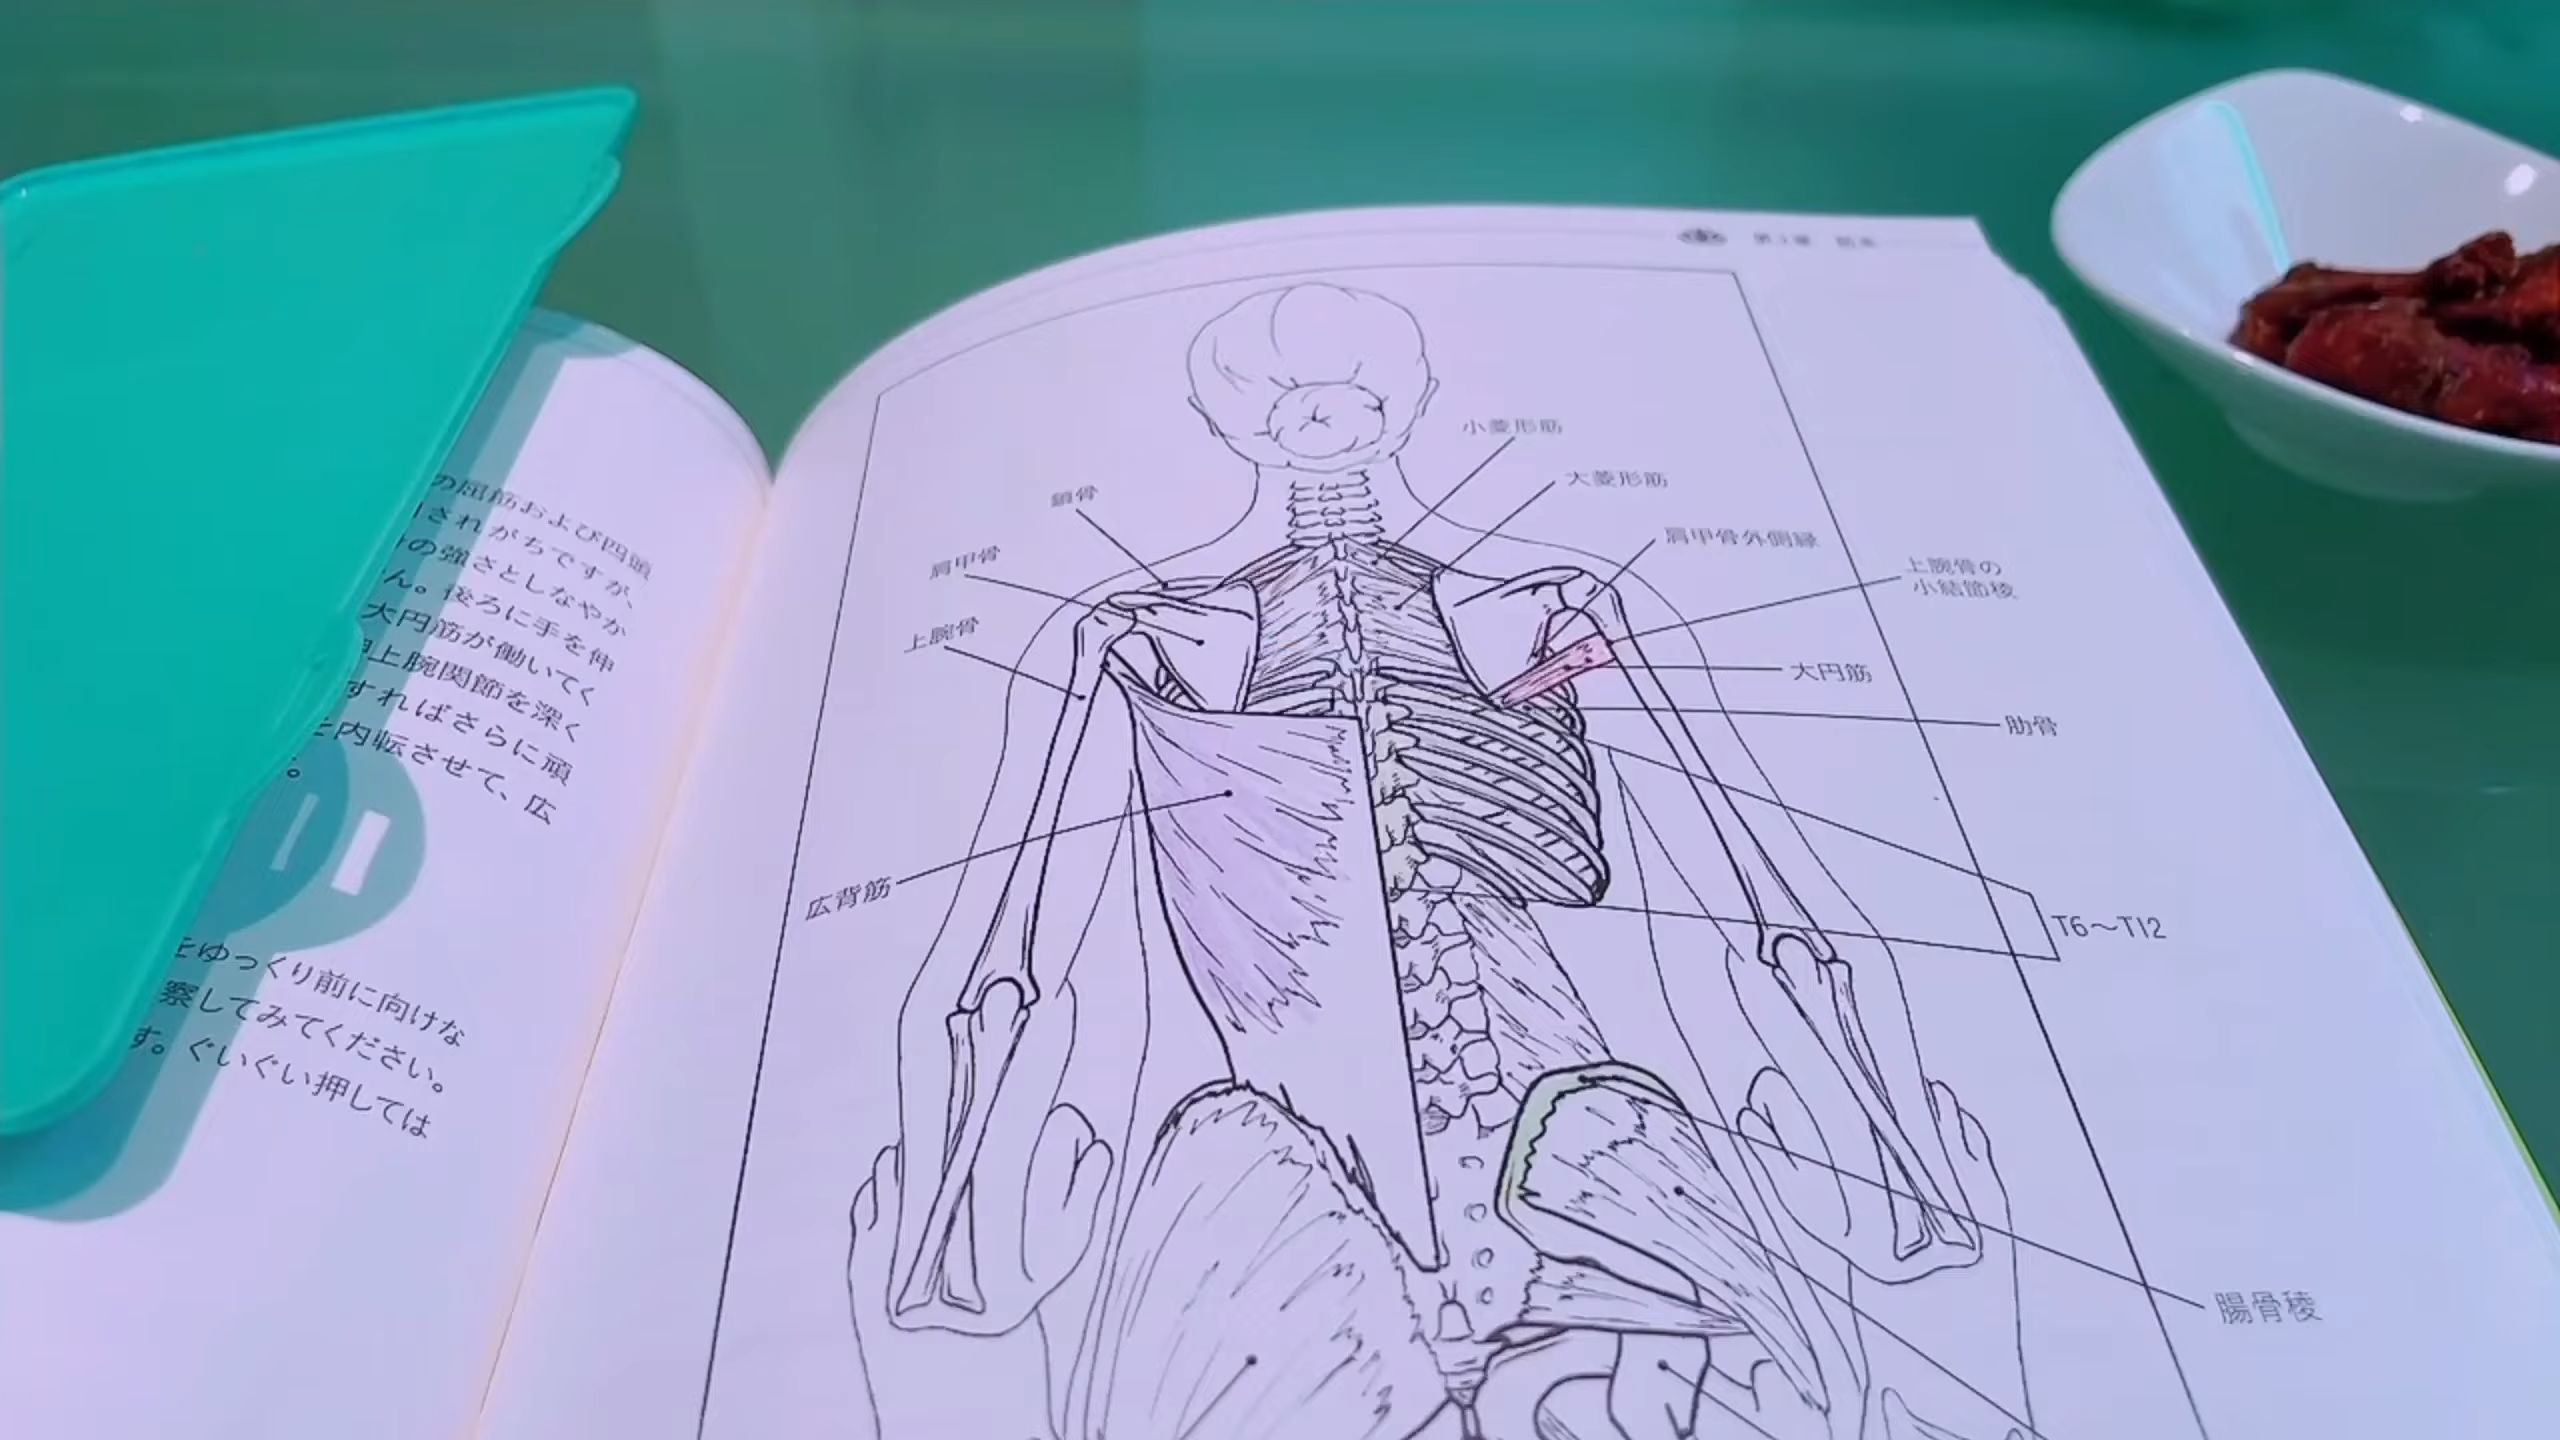 の屈筋および四頭
されがちですが、
の強さとしなやか
ん。後ろに手を伸
大円筋が働いてく
上腕関節を深く
すればさらに頑
を内転させて、広
。
をゆっくり前に向けな
察してみてください。
す。ぐいぐい押しては
小菱形筋
大菱形筋
鎖骨
肩甲骨外側縁
肩甲骨
上腕骨の
小結節稜
上腕骨
大円筋
肋骨
広背筋
T6〜T12
腸骨稜